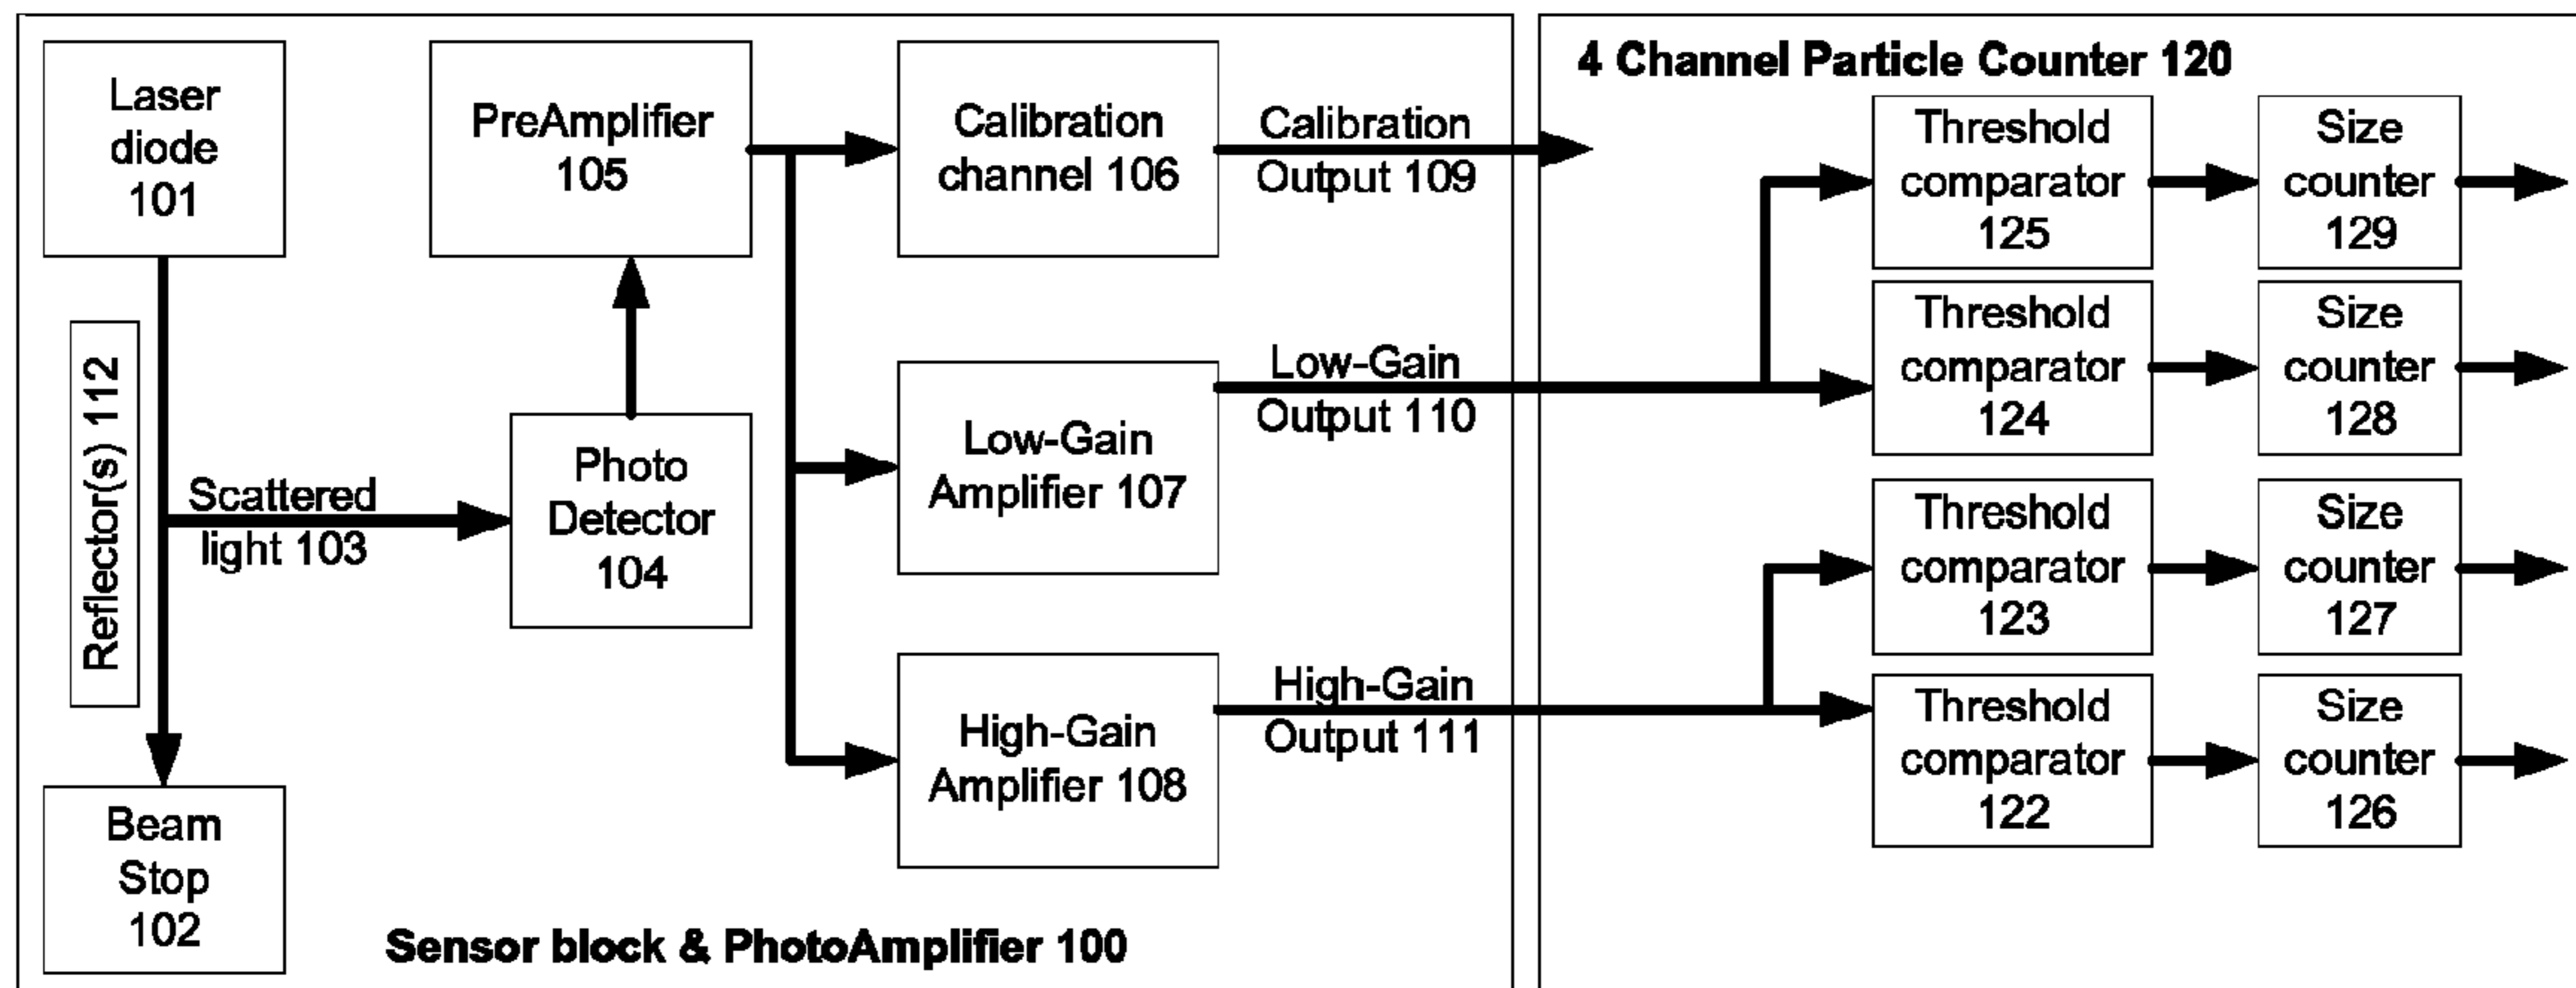 Laser
diode
101
Reflector(s) 112
Scattered
light 103
Beam
Stop
102
PreAmplifier
105
Photo
Detector
104
Calibration
channel 106
Low-Gain
Amplifier 107
High-Gain
Amplifier 108
Calibration
Output 109
Low-Gain
Output 110
High-Gain
Output 111
Sensor block & PhotoAmplifier 100
4 Channel Particle Counter 120
Threshold
comparator
125
Size
counter
129
Threshold
comparator
124
Size
counter
128
Threshold
comparator
123
Size
counter
127
Threshold
comparator
122
Size
counter
126